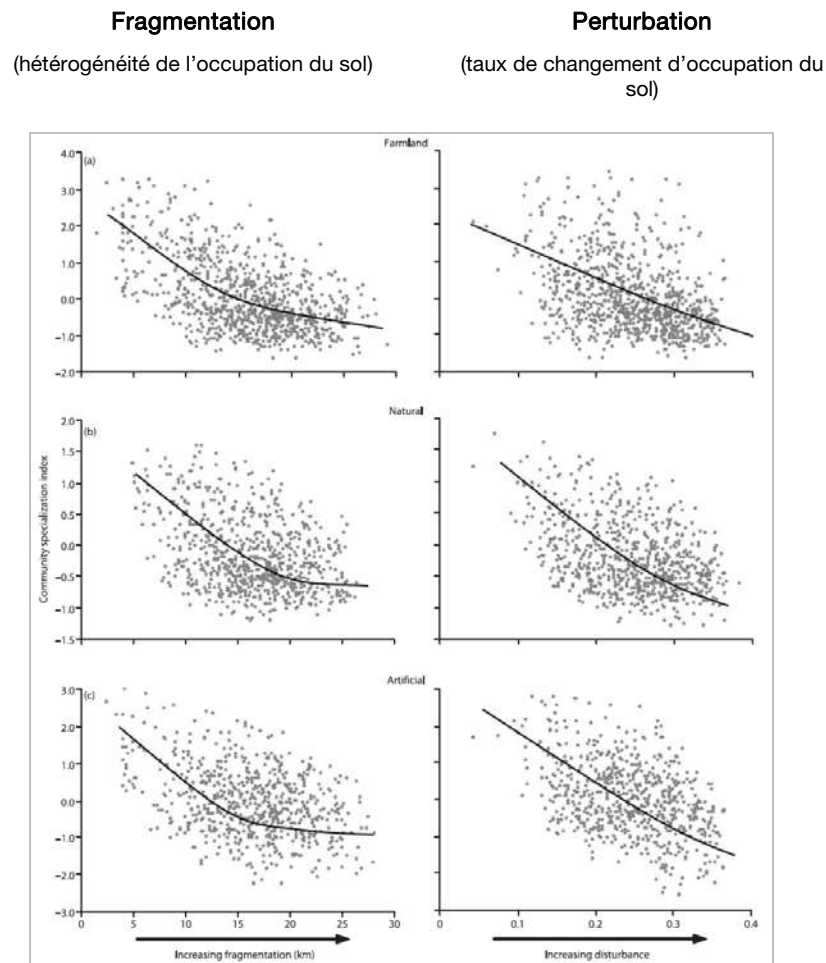 Fragmentation
(hétérogénéité de l'occupation du sol)
Perturbation
(taux de changement d'occupation du
sol)
Farmland
(a)
4.0
3.0
2.0
1.0
0.0
−1.0
−2.0
Natural
(b)
2.0
1.5
1.0
0.5
0.0
−0.5
−1.0
−1.5
Community specialization index
Artificial
(c)
3.0
2.0
1.0
0.0
−1.0
−2.0
−3.0
0 5 10 15 20 25 30
0 0.1 0.2 0.3 0.4
Increasing fragmentation (km)
Increasing disturbance